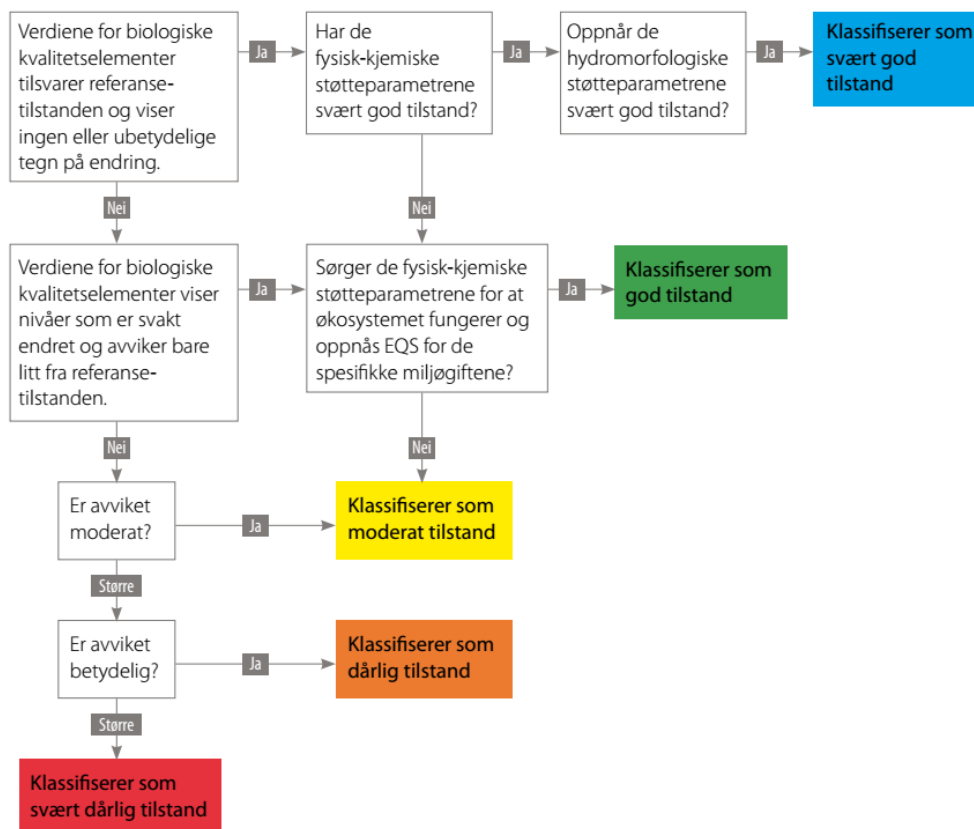 Verdiene for biologiske
kvalitetselementer
tilsvarer referanse-
tilstanden og viser
ingen eller ubetydelige
tegn på endring.
Ja
Har de
fysisk-kjemiske
støtteparametrene
svært god tilstand?
Ja
Oppnår de
hydromorfologiske
støtteparametrene
svært god tilstand?
Ja
Klassifiserer som
svært god
tilstand
Nei
Nei
Verdiene for biologiske
kvalitetselementer viser
nivåer som er svakt
endret og avviker bare
litt fra referanse-
tilstanden.
Ja
Sørger de fysisk-kjemiske
støtteparametrene for at
økosystemet fungerer og
oppnås EQS for de
spesifikke miljøgiftene?
Ja
Klassifiserer som
god tilstand
Nei
Nei
Er avviket
moderat?
Ja
Klassifiserer som
moderat tilstand
Større
Er avviket
betydelig?
Ja
Klassifiserer som
dårlig tilstand
Større
Klassifiserer som
svært dårlig tilstand